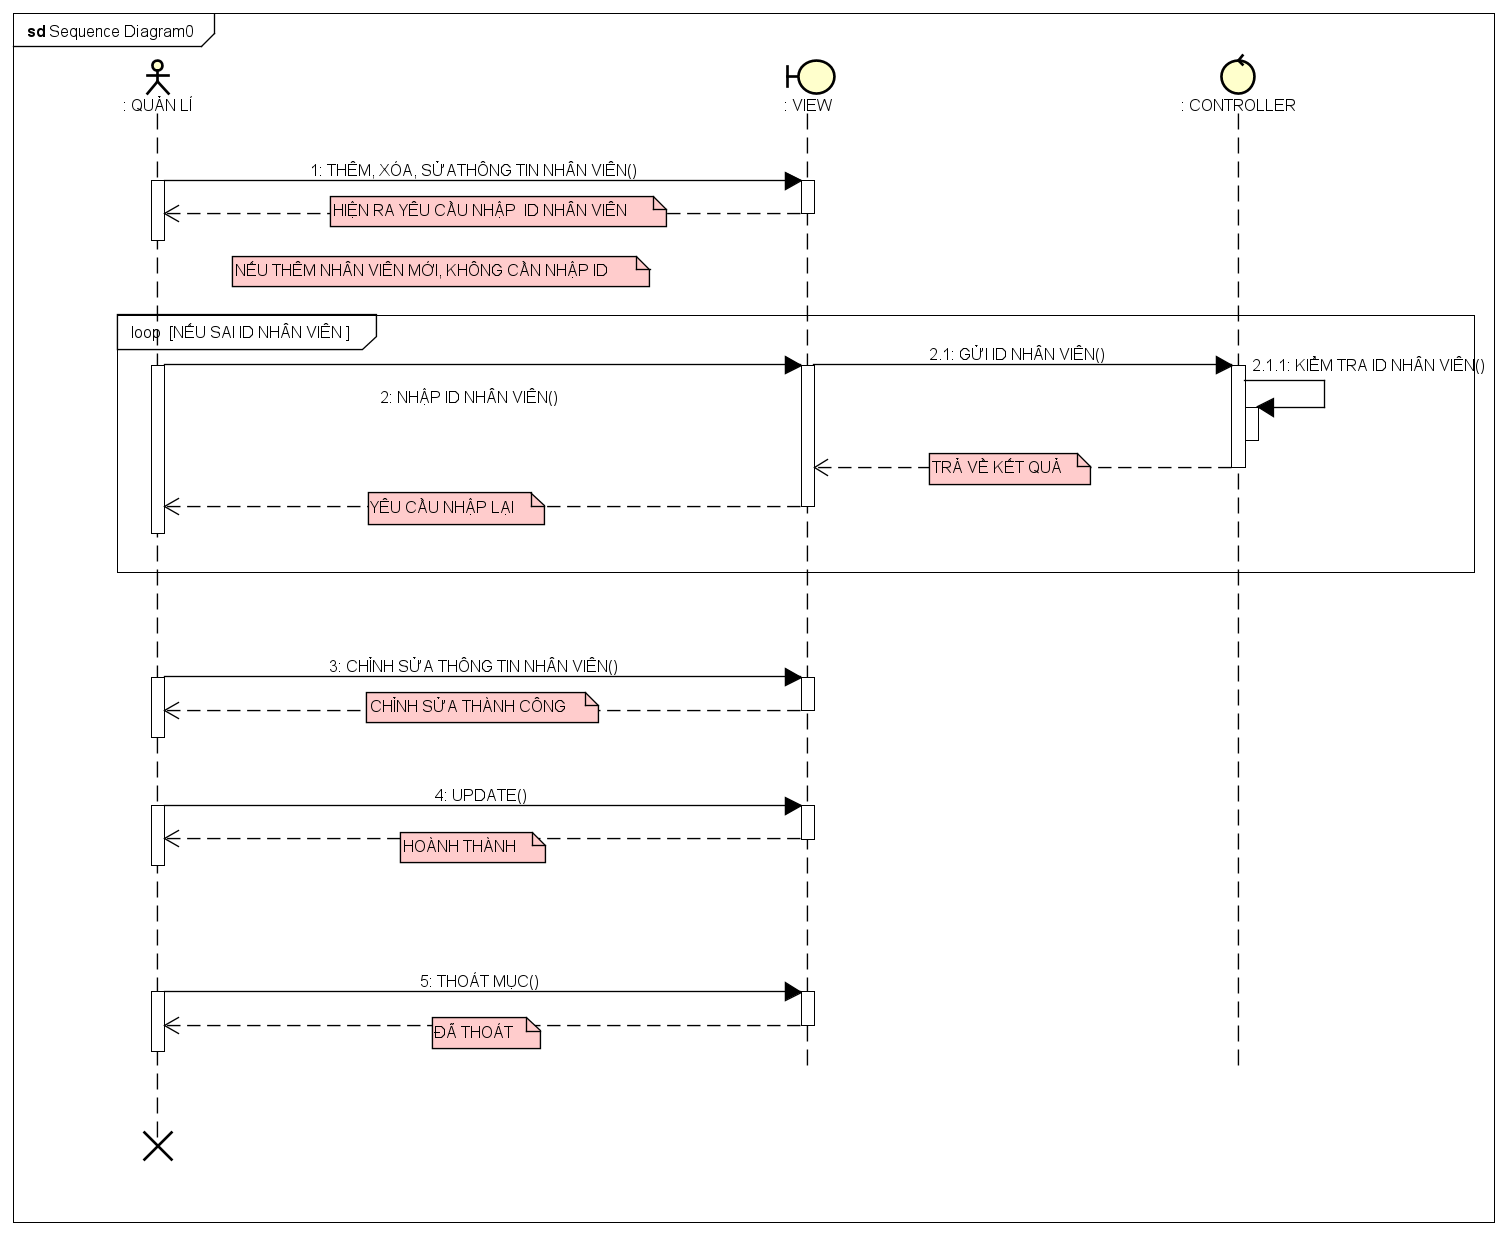 sd Sequence Diagram0
: QUẢN LÍ
: VIEW
: CONTROLLER
1: THÊM, XÓA, SỬATHÔNG TIN NHÂN VIÊN()
HIỆN RA YÊU CẦU NHẬP  ID NHÂN VIÊN
NẾU THÊM NHÂN VIÊN MỚI, KHÔNG CẦN NHẬP ID
loop  [NẾU SAI ID NHÂN VIÊN ]
2.1: GỬI ID NHÂN VIÊN()
2.1.1: KIỂM TRA ID NHÂN VIÊN()
2: NHẬP ID NHÂN VIÊN()
TRẢ VỀ KẾT QUẢ
YÊU CẦU NHẬP LẠI
3: CHỈNH SỬA THÔNG TIN NHÂN VIÊN()
CHỈNH SỬA THÀNH CÔNG
4: UPDATE()
HOÀNH THÀNH
5: THOÁT MỤC()
ĐÃ THOÁT